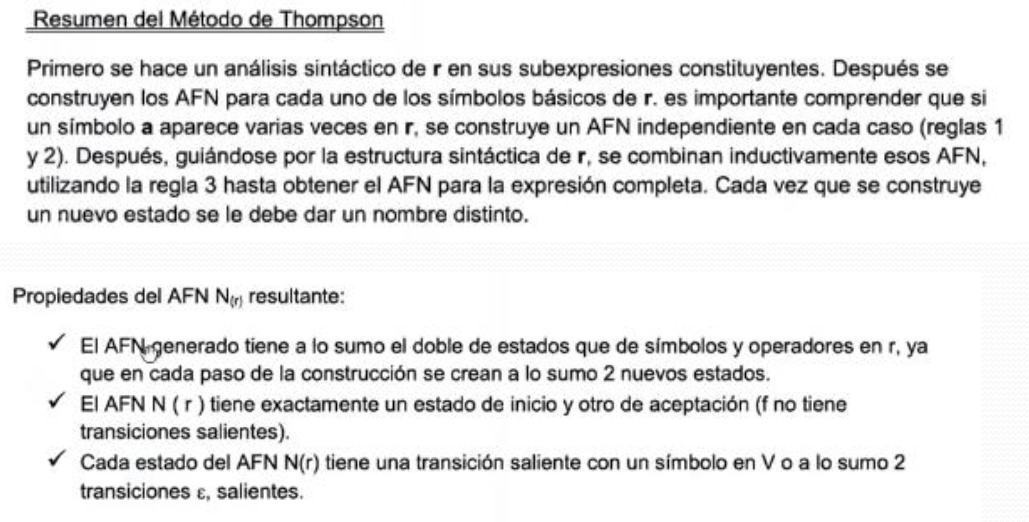 Resumen del Método de Thompson
Primero se hace un análisis sintáctico de r en sus subexpresiones constituyentes. Después se
construyen los AFN para cada uno de los símbolos básicos de r. es importante comprender que si
un símbolo a aparece varias veces en r, se construye un AFN independiente en cada caso (reglas 1
y 2). Después, guiándose por la estructura sintáctica de r, se combinan inductivamente esos AFN,
utilizando la regla 3 hasta obtener el AFN para la expresión completa. Cada vez que se construye
un nuevo estado se le debe dar un nombre distinto.
Propiedades del AFN N(r) resultante:
✓ El AFN generado tiene a lo sumo el doble de estados que de símbolos y operadores en r, ya
que en cada paso de la construcción se crean a lo sumo 2 nuevos estados.
✓ El AFN N ( r ) tiene exactamente un estado de inicio y otro de aceptación (f no tiene
transiciones salientes).
✓ Cada estado del AFN N(r) tiene una transición saliente con un símbolo en V o a lo sumo 2
transiciones ε, salientes.